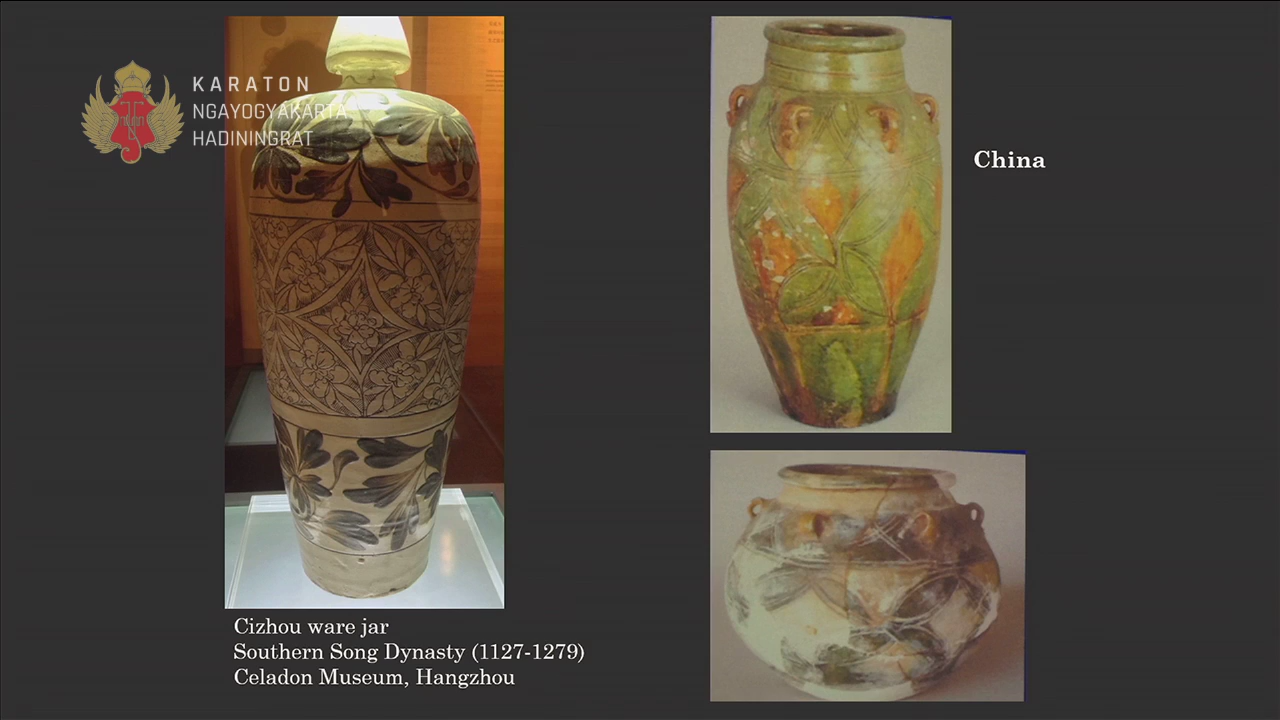 KARATON
NGAYOGYAKARTA
HADININGRAT
China
Cizhou ware jar
Southern Song Dynasty (1127-1279)
Celadon Museum, Hangzhou